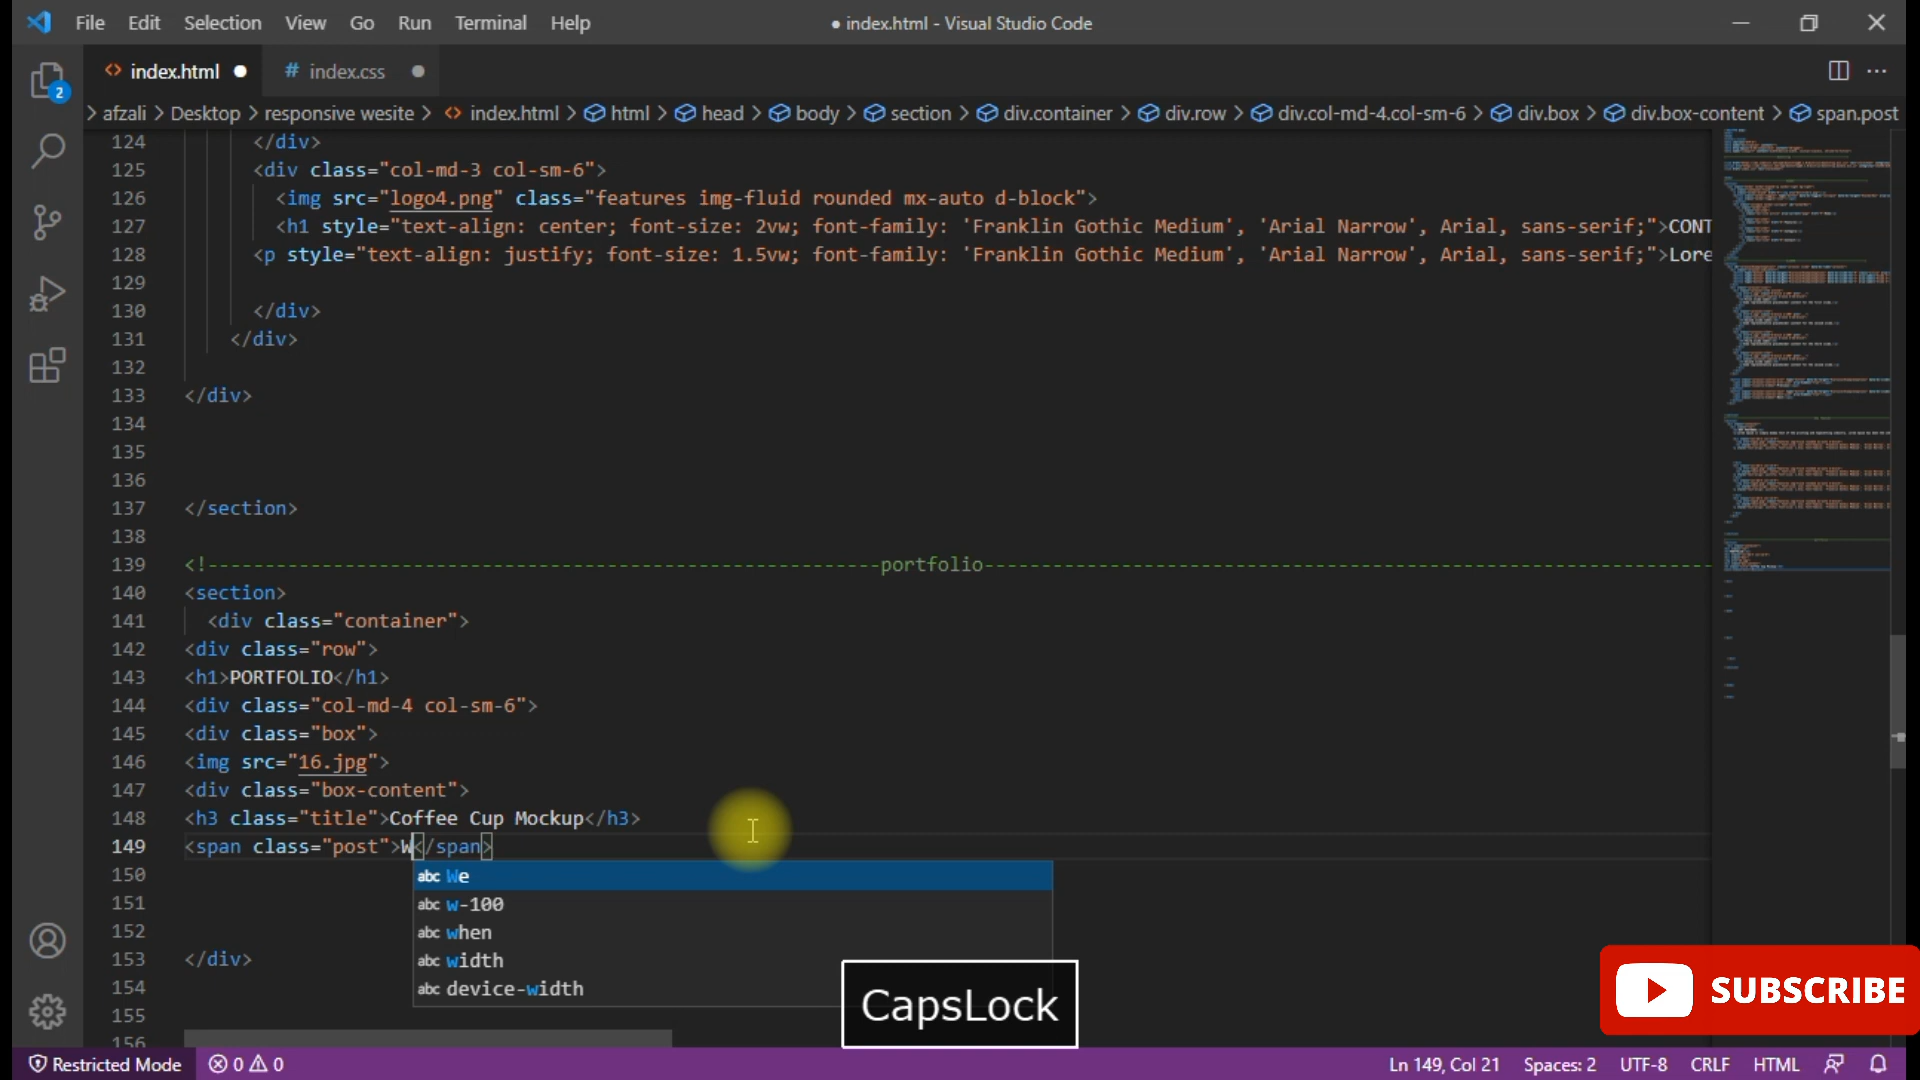 File Edit Selection View Go Run Terminal Help ● index.html - Visual Studio Code
index.html # index.css
2
> afzali > Desktop > responsive wesite > index.html > html > head > body > section > div.container > div.row > div.col-md-4.col-sm-6 > div.box > div.box-content > span.post
124 </div>
125 <div class="col-md-3 col-sm-6">
126 <img src="logo4.png" class="features img-fluid rounded mx-auto d-block">
127 <h1 style="text-align: center; font-size: 2vw; font-family: 'Franklin Gothic Medium', 'Arial Narrow', Arial, sans-serif;">CONT
128 <p style="text-align: justify; font-size: 1.5vw; font-family: 'Franklin Gothic Medium', 'Arial Narrow', Arial, sans-serif;">Lore
129
130 </div>
131 </div>
132
133 </div>
134
135
136
137 </section>
138
139 <!-----------------------------------------------------------portfolio----------------------------------------------------------------
140 <section>
141 <div class="container">
142 <div class="row">
143 <h1>PORTFOLIO</h1>
144 <div class="col-md-4 col-sm-6">
145 <div class="box">
146 <img src="16.jpg">
147 <div class="box-content">
148 <h3 class="title">Coffee Cup Mockup</h3>
149 <span class="post">W</span>
150 abc We
151 abc w-100
152 abc when
153 </div> abc width
154 abc device-width
155
156
CapsLock
SUBSCRIBE
Restricted Mode 0 0 Ln 149, Col 21 Spaces: 2 UTF-8 CRLF HTML